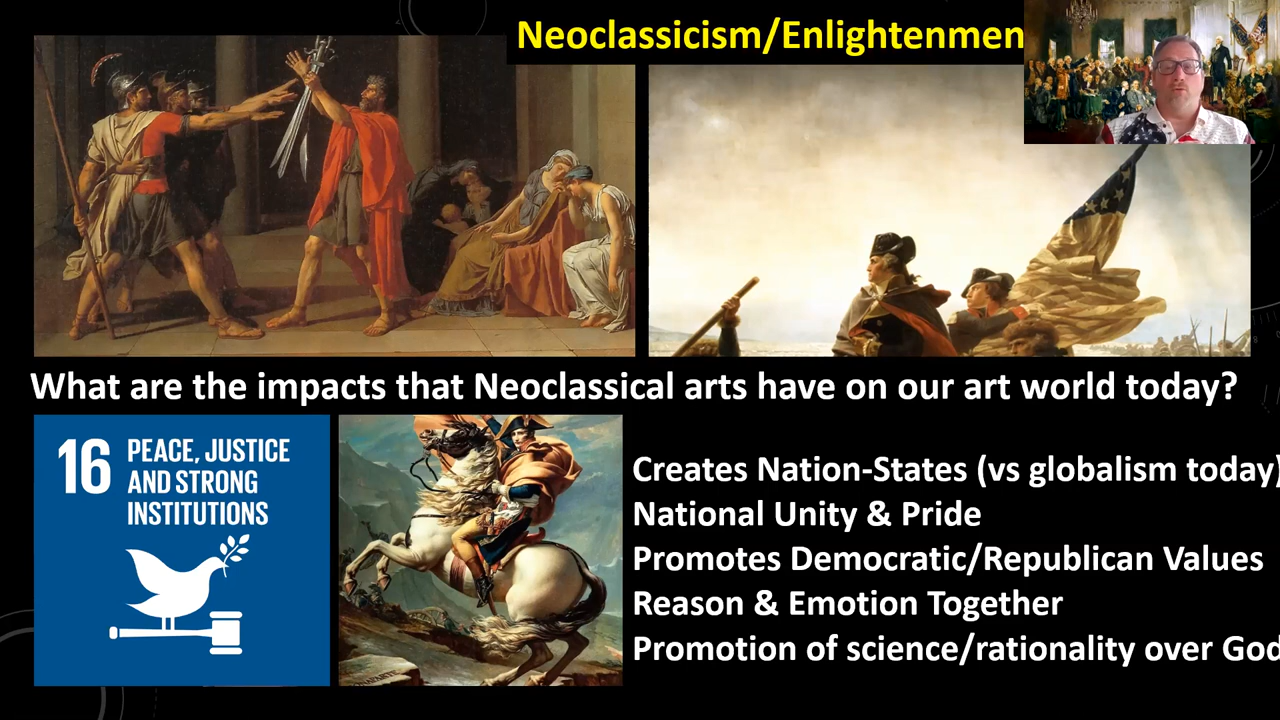 Neoclassicism/Enlightenmen
What are the impacts that Neoclassical arts have on our art world today?
16 PEACE, JUSTICE
AND STRONG
INSTITUTIONS
Creates Nation-States (vs globalism today)
National Unity & Pride
Promotes Democratic/Republican Values
Reason & Emotion Together
Promotion of science/rationality over God